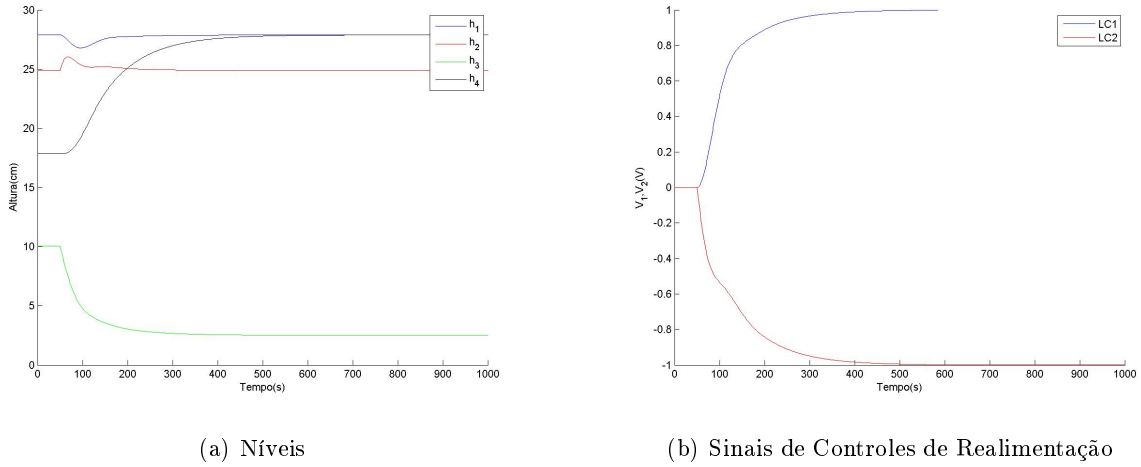 30
25
20
15
10
5
0
Altura(cm)
0 100 200 300 400 500 600 700 800 900 1000
Tempo(s)
h1
h2
h3
h4
(a) Níveis
1
0.8
0.6
0.4
0.2
0
-0.2
-0.4
-0.6
-0.8
-1
V1,V2(V)
0 100 200 300 400 500 600 700 800 900 1000
Tempo(s)
LC1
LC2
(b) Sinais de Controles de Realimentação